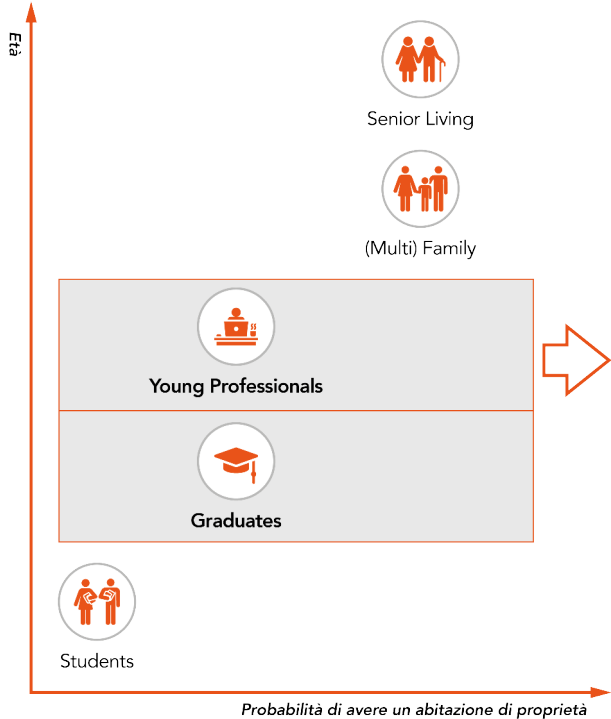 Età
Senior Living
(Multi) Family
Young Professionals
Graduates
Students
Probabilità di avere un abitazione di proprietà